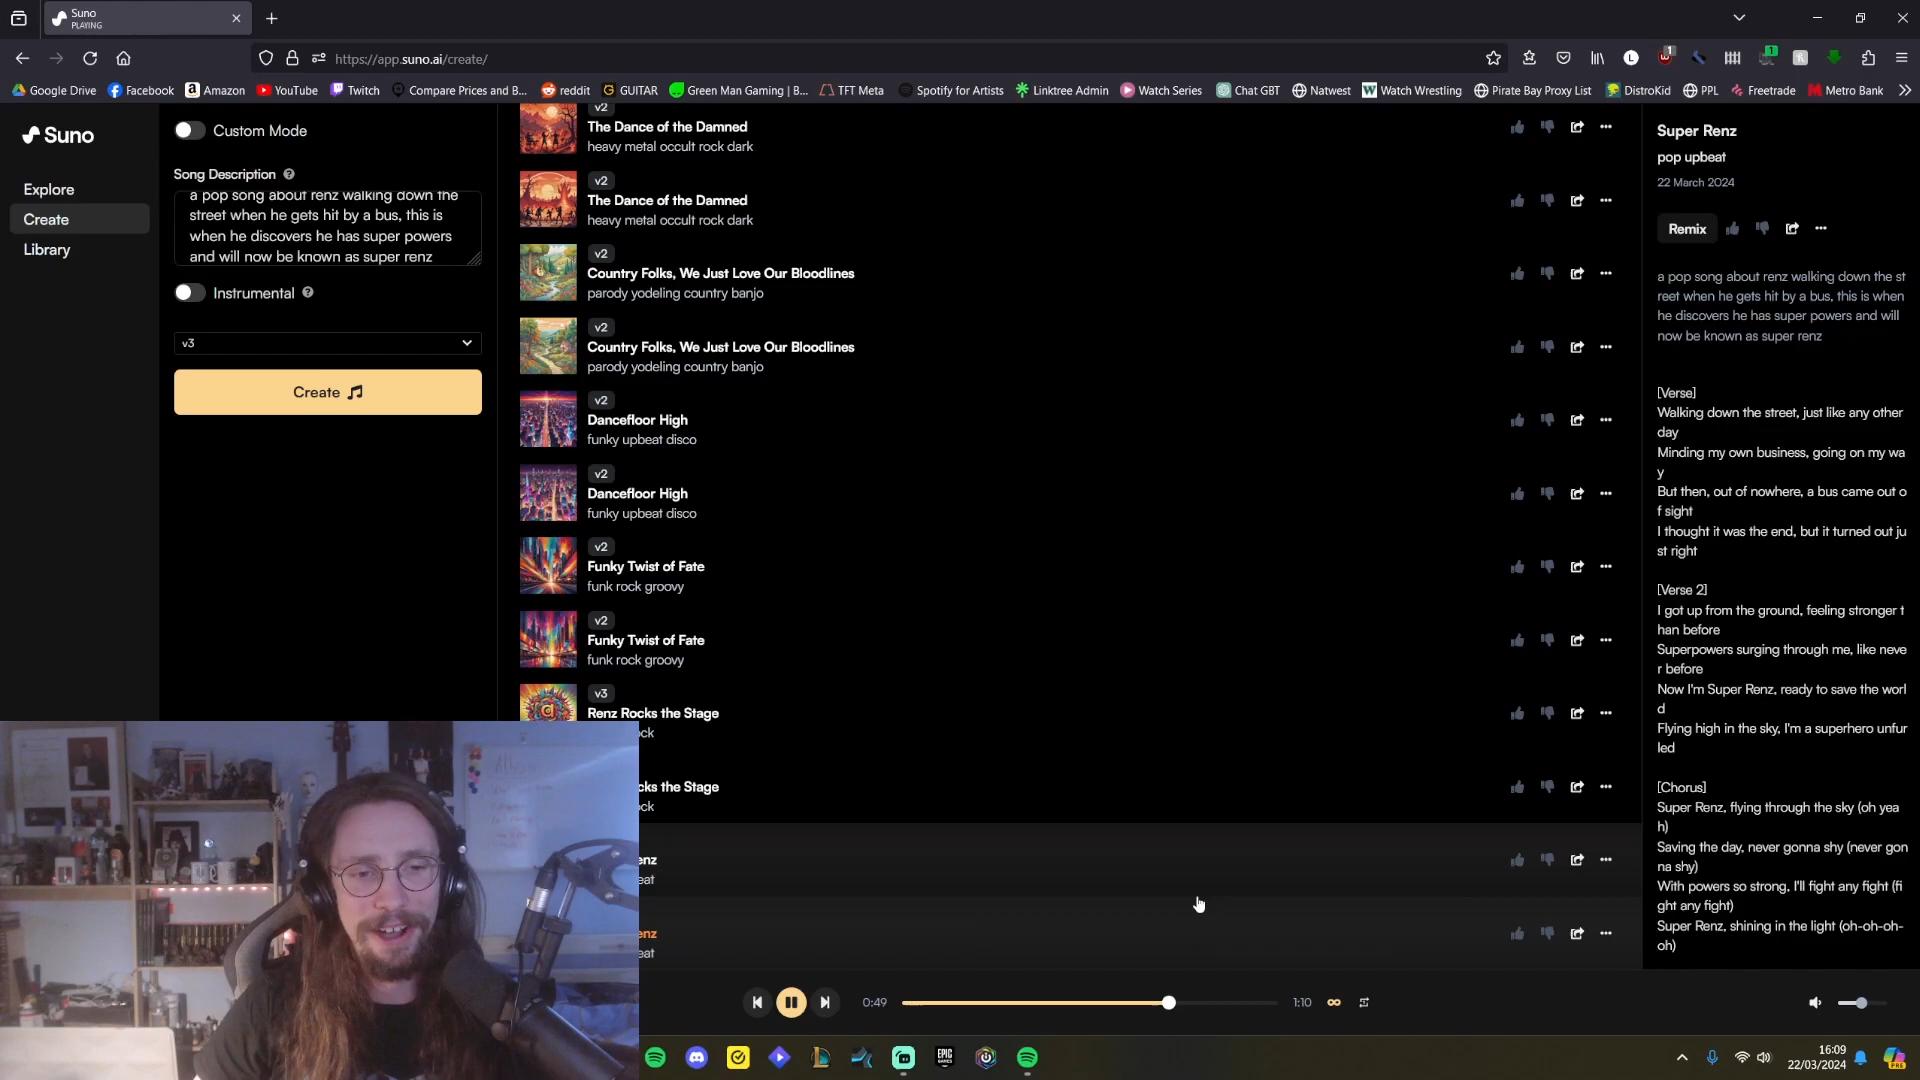 Suno
PLAYING
https://app.suno.ai/create/
1
1
Google Drive
Facebook
Amazon
YouTube
Twitch
Compare Prices and B...
reddit
GUITAR
Green Man Gaming | B...
TFT Meta
Spotify for Artists
Linktree Admin
Watch Series
Chat GBT
Natwest
Watch Wrestling
Pirate Bay Proxy List
DistroKid
PPL
Freetrade
Metro Bank
Suno
Explore
Create
Library
Custom Mode
Song Description
a pop song about renz walking down the
street when he gets hit by a bus, this is
when he discovers he has super powers
and will now be known as super renz
Instrumental
v3
Create
v2
The Dance of the Damned
heavy metal occult rock dark
v2
The Dance of the Damned
heavy metal occult rock dark
v2
Country Folks, We Just Love Our Bloodlines
parody yodeling country banjo
v2
Country Folks, We Just Love Our Bloodlines
parody yodeling country banjo
v2
Dancefloor High
funky upbeat disco
v2
Dancefloor High
funky upbeat disco
v2
Funky Twist of Fate
funk rock groovy
v2
Funky Twist of Fate
funk rock groovy
v3
Renz Rocks the Stage
ck
cks the Stage
ck
enz
eat
enz
eat
Super Renz
pop upbeat
22 March 2024
Remix
a pop song about renz walking down the st
reet when he gets hit by a bus, this is when
he discovers he has super powers and will
now be known as super renz
[Verse]
Walking down the street, just like any other
day
Minding my own business, going on my wa
y
But then, out of nowhere, a bus came out o
f sight
I thought it was the end, but it turned out ju
st right
[Verse 2]
I got up from the ground, feeling stronger t
han before
Superpowers surging through me, like neve
r before
Now I'm Super Renz, ready to save the worl
d
Flying high in the sky, I'm a superhero unfur
led
[Chorus]
Super Renz, flying through the sky (oh yea
h)
Saving the day, never gonna shy (never gon
na shy)
With powers so strong, I'll fight any fight (fi
ght any fight)
Super Renz, shining in the light (oh-oh-oh-
oh)
0:49
1:10
EPIC
GAMES
16:09
22/03/2024
PRE